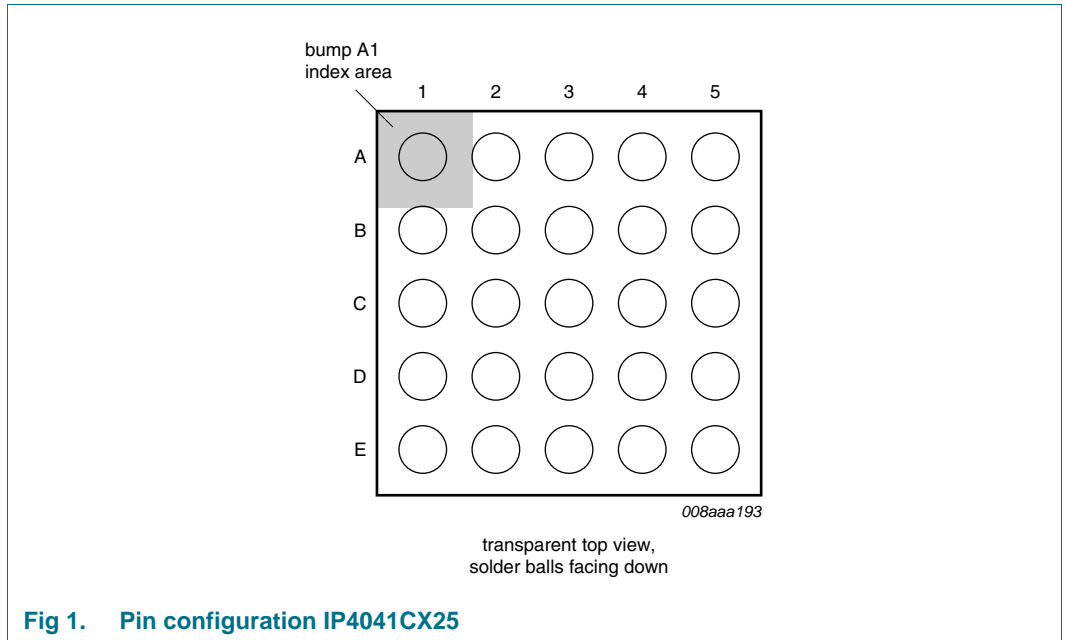 bump A1
index area
1 2 3 4 5
A
B
C
D
E
008aaa193
transparent top view,
solder balls facing down
Fig 1. Pin configuration IP4041CX25